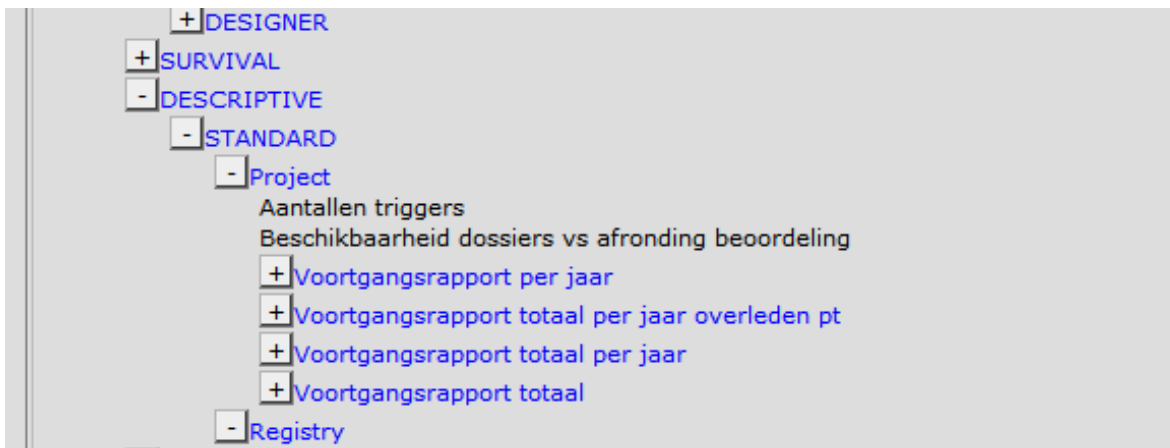 + DESIGNER
+ SURVIVAL
- DESCRIPTIVE
- STANDARD
- Project
Aantallen triggers
Beschikbaarheid dossiers vs afronding beoordeling
+ Voortgangsrapport per jaar
+ Voortgangsrapport totaal per jaar overleden pt
+ Voortgangsrapport totaal per jaar
+ Voortgangsrapport totaal
- Registry